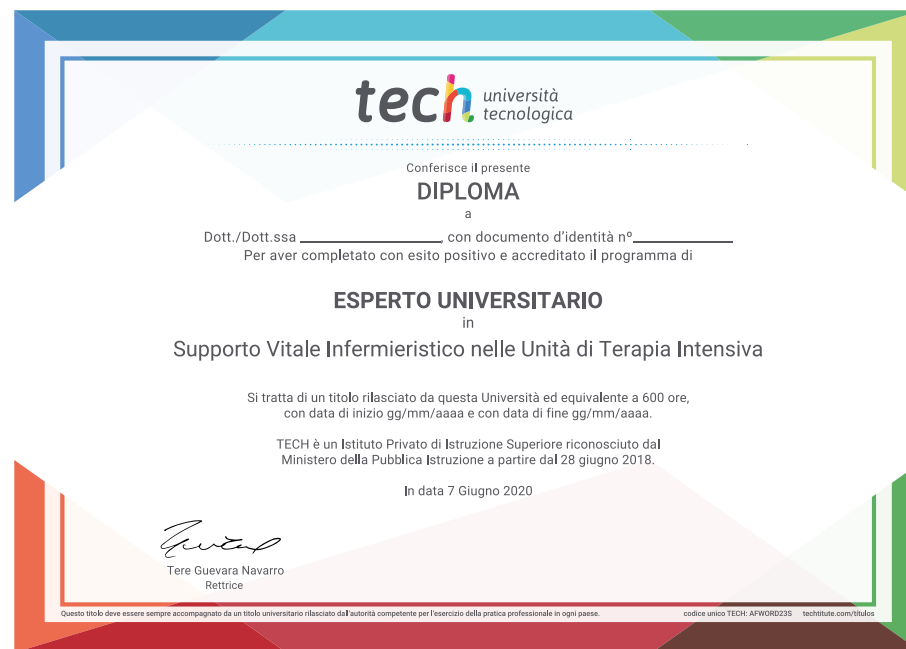 tech università
tecnologica
Conferisce il presente
DIPLOMA
a
Dott./Dott.ssa ____________________, con documento d'identità nº______________
Per aver completato con esito positivo e accreditato il programma di
ESPERTO UNIVERSITARIO
in
Supporto Vitale Infermieristico nelle Unità di Terapia Intensiva
Si tratta di un titolo rilasciato da questa Università ed equivalente a 600 ore,
con data di inizio gg/mm/aaaa e con data di fine gg/mm/aaaa.
TECH è un Istituto Privato di Istruzione Superiore riconosciuto dal
Ministero della Pubblica Istruzione a partire dal 28 giugno 2018.
In data 7 Giugno 2020
Tere Guevara Navarro
Rettrice
Questo titolo deve essere sempre accompagnato da un titolo universitario rilasciato dall'autorità competente per l'esercizio della pratica professionale in ogni paese. codice unico TECH: AFWORD23S techtitute.com/titulos